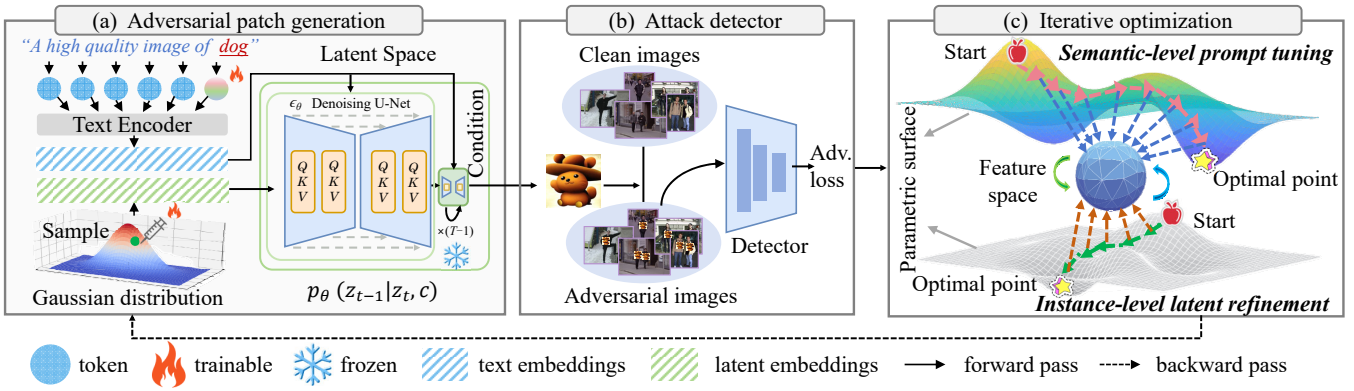 (a) Adversarial patch generation
"A high quality image of dog"
Text Encoder
Sample
Gaussian distribution
Latent Space
ϵθ Denoising U-Net
Q K V
Q K V
Q K V
Q K V
Condition
×(T−1)
pθ (zt−1|zt, c)
(b) Attack detector
Clean images
Adversarial images
Detector
Adv.
loss
(c) Iterative optimization
Start
Semantic-level prompt tuning
Parametric surface
Feature
space
Optimal point
Start
Optimal point
Instance-level latent refinement
token
trainable
frozen
text embeddings
latent embeddings
forward pass
backward pass